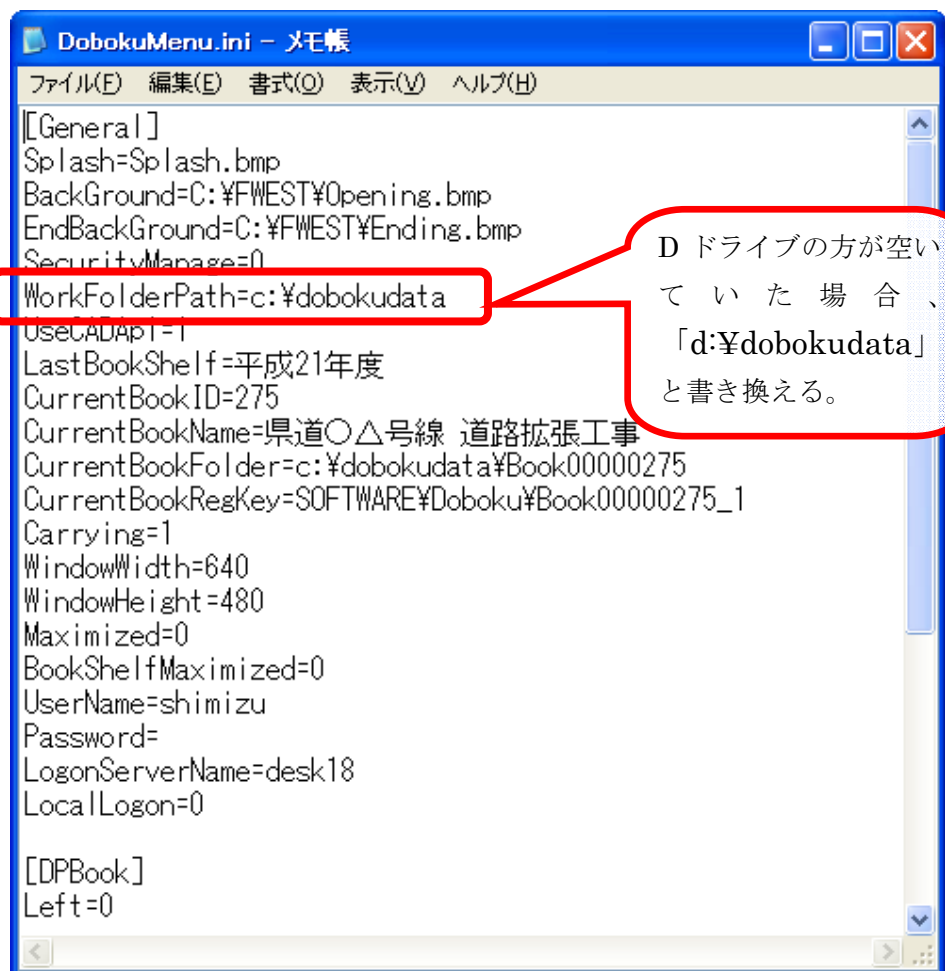 DobokuMenu.ini - メモ帳
ファイル(F) 編集(E) 書式(O) 表示(V) ヘルプ(H)
[General]
Splash=Splash.bmp
BackGround=C:¥FWEST¥Opening.bmp
EndBackGround=C:¥FWEST¥Ending.bmp
SecurityManage=0
WorkFolderPath=c:¥dobokudata
UseCADApl=1
LastBookShelf=平成21年度
CurrentBookID=275
CurrentBookName=県道〇△号線 道路拡張工事
CurrentBookFolder=c:¥dobokudata¥Book00000275
CurrentBookRegKey=SOFTWARE¥Doboku¥Book00000275_1
Carrying=1
WindowWidth=640
WindowHeight=480
Maximized=0
BookShelfMaximized=0
UserName=shimizu
Password=
LogonServerName=desk18
LocalLogon=0
[DPBook]
Left=0
D ドライブの方が空い
ていた場合、
「d:¥dobokudata」
と書き換える。